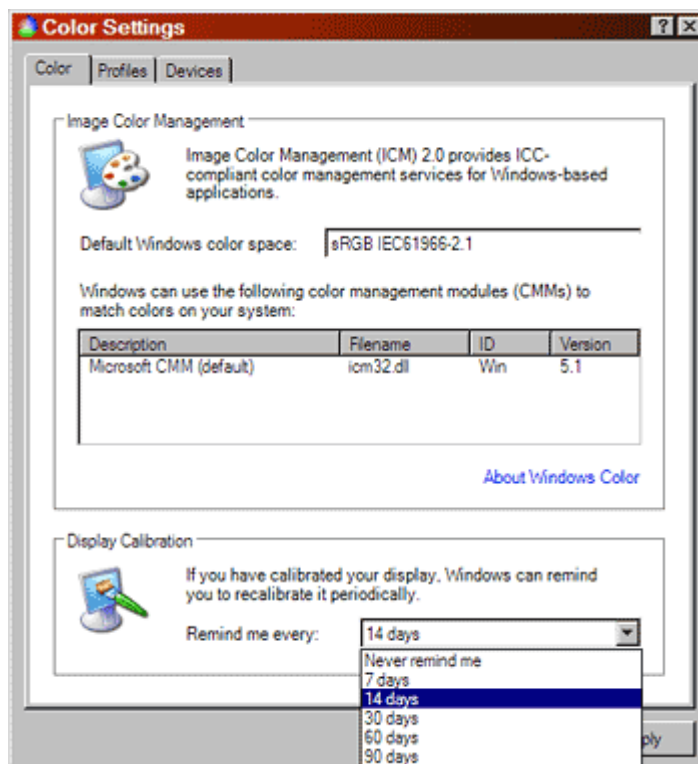 Color Settings
Color Profiles Devices
Image Color Management
Image Color Management (ICM) 2.0 provides ICC-
compliant color management services for Windows-based
applications.
Default Windows color space: sRGB IEC61966-2.1
Windows can use the following color management modules (CMMs) to
match colors on your system:
Description Filename ID Version
Microsoft CMM (default) icm32.dll Win 5.1
About Windows Color
Display Calibration
If you have calibrated your display, Windows can remind
you to recalibrate it periodically.
Remind me every: 14 days
Never remind me
7 days
14 days
30 days
60 days
ply
90 days